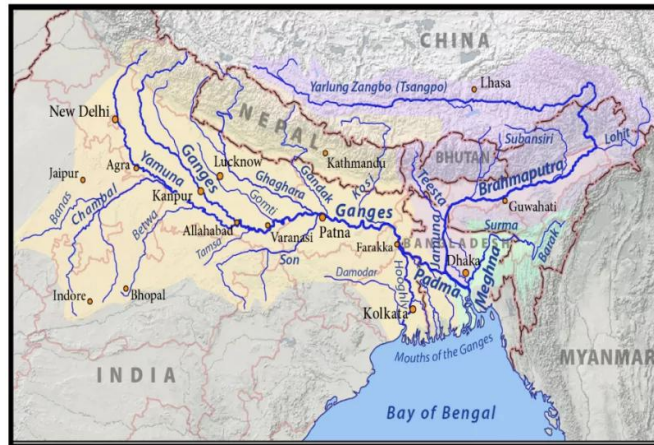 CHINA
Yarlung Zangbo (Tsangpo)
Lhasa
New Delhi
NEPAL
Subansiri
Lohit
BHUTAN
Agra
Yamuna
Ganges
Lucknow
Kathmandu
Jaipur
Ghaghara
Gandak
Kosi
Teesta
Brahmaputra
Banas
Chambal
Kanpur
Gomti
Guwahati
Betwa
Ganges
Jamuna
Surma
Allahabad
Varanasi
Patna
Farakka
BANGLADESH
Barak
Tamsa
Son
Dhaka
Meghna
Damodar
Hooghly
Padma
Indore
Bhopal
Kolkata
Mouths of the Ganges
MYANMAR
INDIA
Bay of Bengal